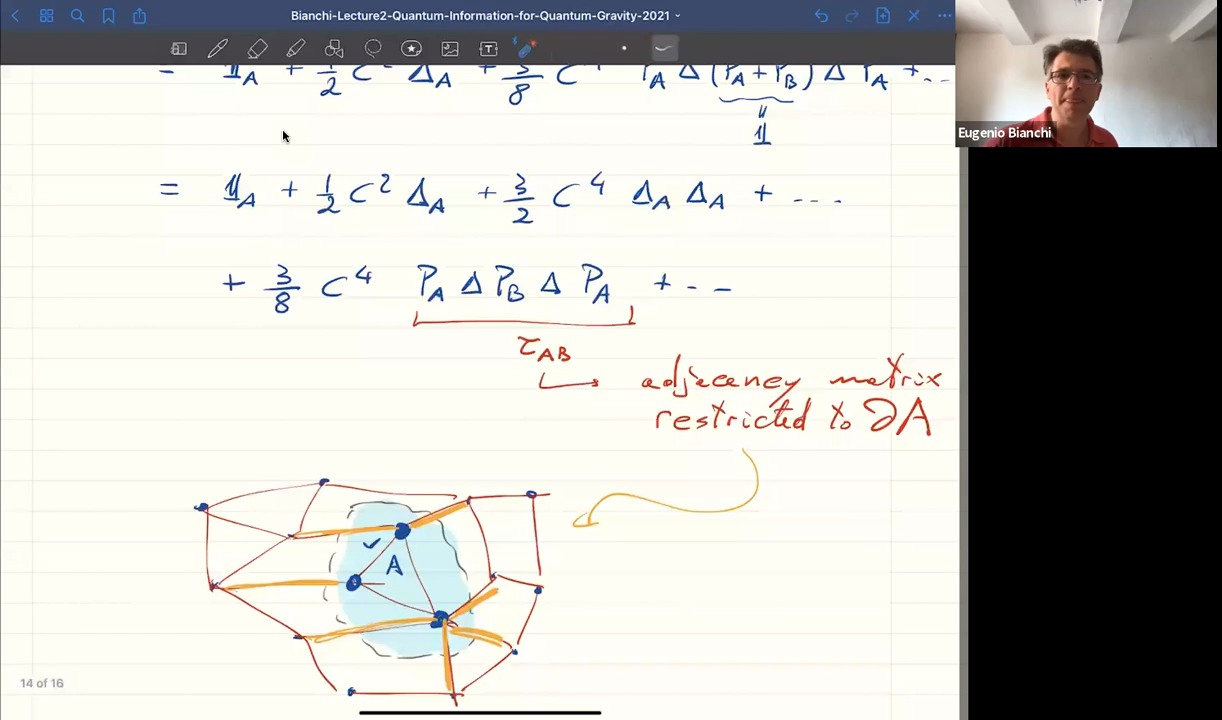 Bianchi-Lecture2-Quantum-Information-for-Quantum-Gravity-2021
= 𝟙_A + 1/2 C² Δ_A + 3/8 C⁴ P_A Δ (P_A + P_B) Δ P_A + ..
𝟙
= 𝟙_A + 1/2 C² Δ_A + 3/2 C⁴ Δ_A Δ_A + ...
+ 3/8 C⁴ P_A Δ P_B Δ P_A + ..
τ_AB
adjacency matrix
restricted to ∂A
A
14 of 16
Eugenio Bianchi